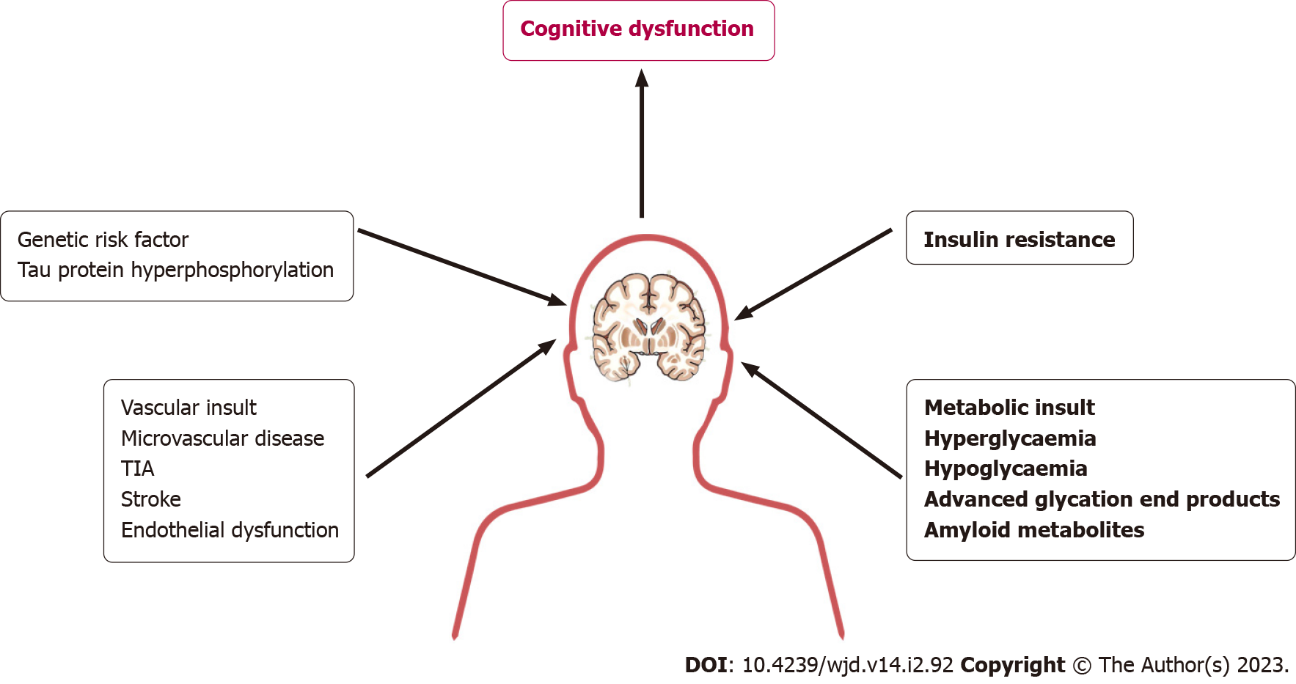 Cognitive dysfunction
Genetic risk factor
Tau protein hyperphosphorylation
Insulin resistance
Vascular insult
Microvascular disease
TIA
Stroke
Endothelial dysfunction
Metabolic insult
Hyperglycaemia
Hypoglycaemia
Advanced glycation end products
Amyloid metabolites
DOI: 10.4239/wjd.v14.i2.92 Copyright © The Author(s) 2023.